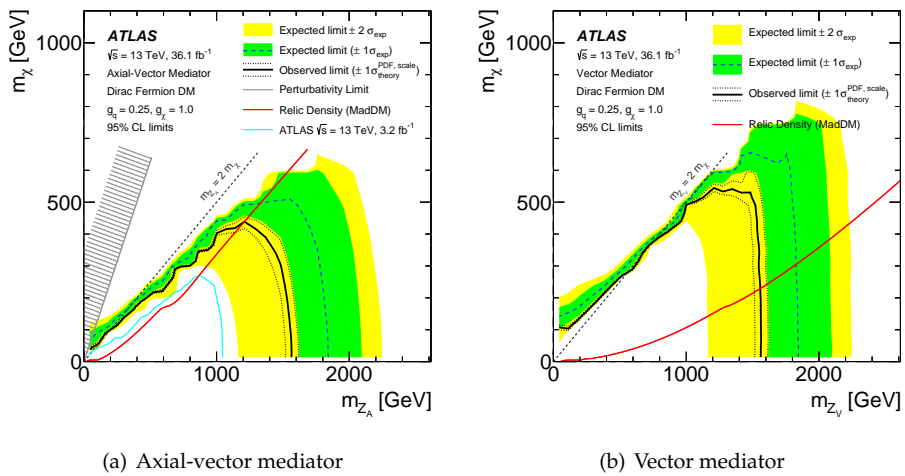 m_χ [GeV]
1000
500
0
ATLAS
√s = 13 TeV, 36.1 fb⁻¹
Axial-Vector Mediator
Dirac Fermion DM
g_q = 0.25, g_χ = 1.0
95% CL limits
Expected limit ± 2 σ_exp
Expected limit (± 1σ_exp)
Observed limit (± 1σ_theory^PDF, scale)
Perturbativity Limit
Relic Density (MadDM)
ATLAS √s = 13 TeV, 3.2 fb⁻¹
m_Z_A = 2 m_χ
0 1000 2000
m_Z_A [GeV]
(a) Axial-vector mediator
m_χ [GeV]
1000
500
0
ATLAS
√s = 13 TeV, 36.1 fb⁻¹
Vector Mediator
Dirac Fermion DM
g_q = 0.25, g_χ = 1.0
95% CL limits
Expected limit ± 2 σ_exp
Expected limit (± 1σ_exp)
Observed limit (± 1σ_theory^PDF, scale)
Relic Density (MadDM)
m_Z_V = 2 m_χ
0 1000 2000
m_Z_V [GeV]
(b) Vector mediator